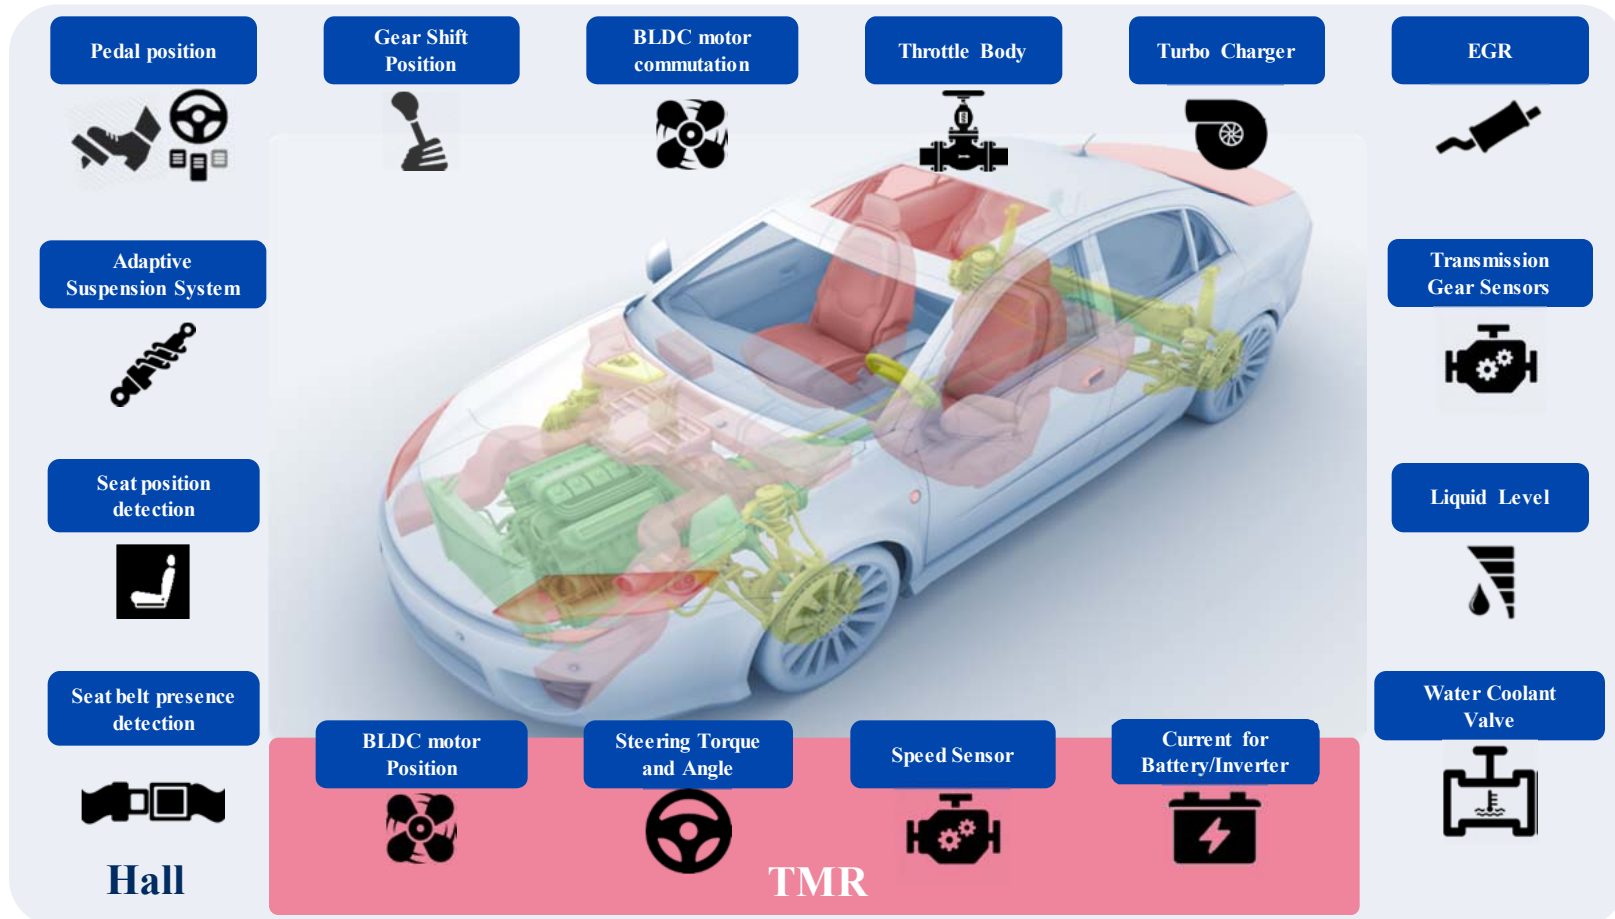 Pedal position
Gear Shift
Position
BLDC motor
commutation
Throttle Body
Turbo Charger
EGR
Adaptive
Suspension System
Transmission
Gear Sensors
Seat position
detection
Liquid Level
Seat belt presence
detection
Water Coolant
Valve
BLDC motor
Position
Steering Torque
and Angle
Speed Sensor
Current for
Battery/Inverter
Hall
TMR